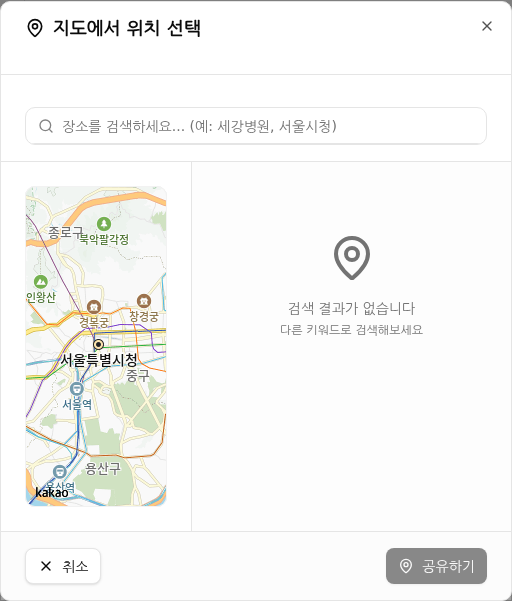 지도에서 위치 선택
장소를 검색하세요... (예: 세강병원, 서울시청)
종로구
북악팔각정
인왕산
경복궁
창경궁
서울특별시청
중구
서울역
용산구
용산역
kakao
검색 결과가 없습니다
다른 키워드로 검색해보세요
취소
공유하기